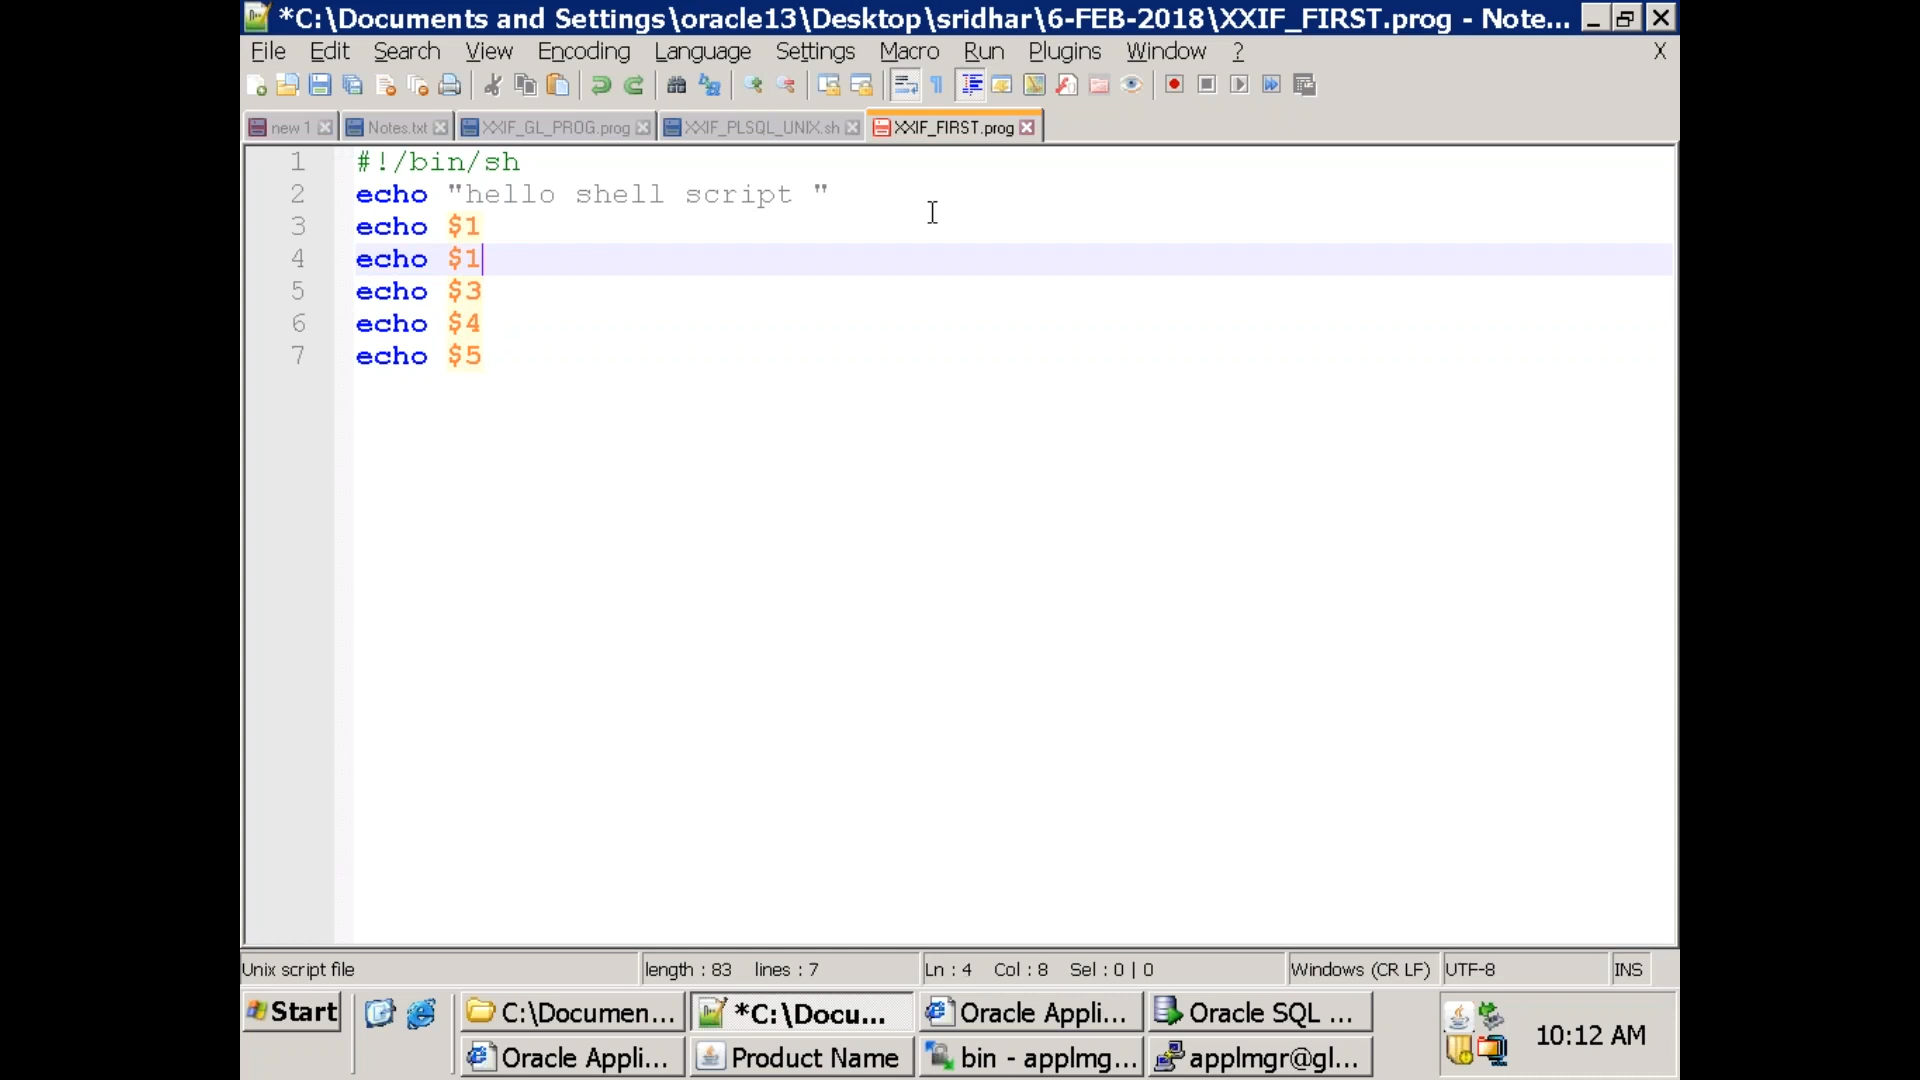 *C:\Documents and Settings\oracle13\Desktop\sridhar\6-FEB-2018\XXIF_FIRST.prog - Note...
File Edit Search View Encoding Language Settings Macro Run Plugins Window ? X
new 1 Notes.txt XXIF_GL_PROG.prog XXIF_PLSQL_UNIX.sh XXIF_FIRST.prog
1 #!/bin/sh
2 echo "hello shell script "
3 echo $1
4 echo $1
5 echo $3
6 echo $4
7 echo $5
Unix script file length : 83 lines : 7 Ln : 4 Col : 8 Sel : 0 | 0 Windows (CR LF) UTF-8 INS
Start C:\Documen... *C:\Docu... Oracle Appli... Oracle SQL ... 10:12 AM
Oracle Appli... Product Name bin - applmg... applmgr@gl...